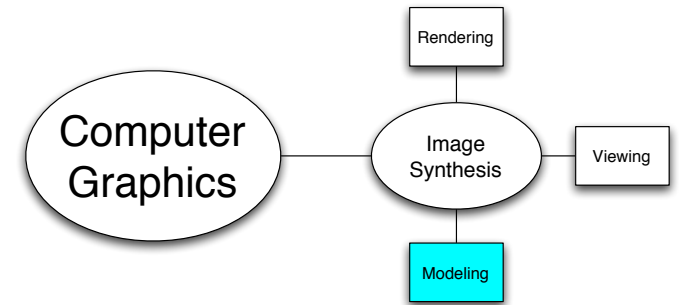 Rendering
Computer
Graphics
Image
Synthesis
Viewing
Modeling